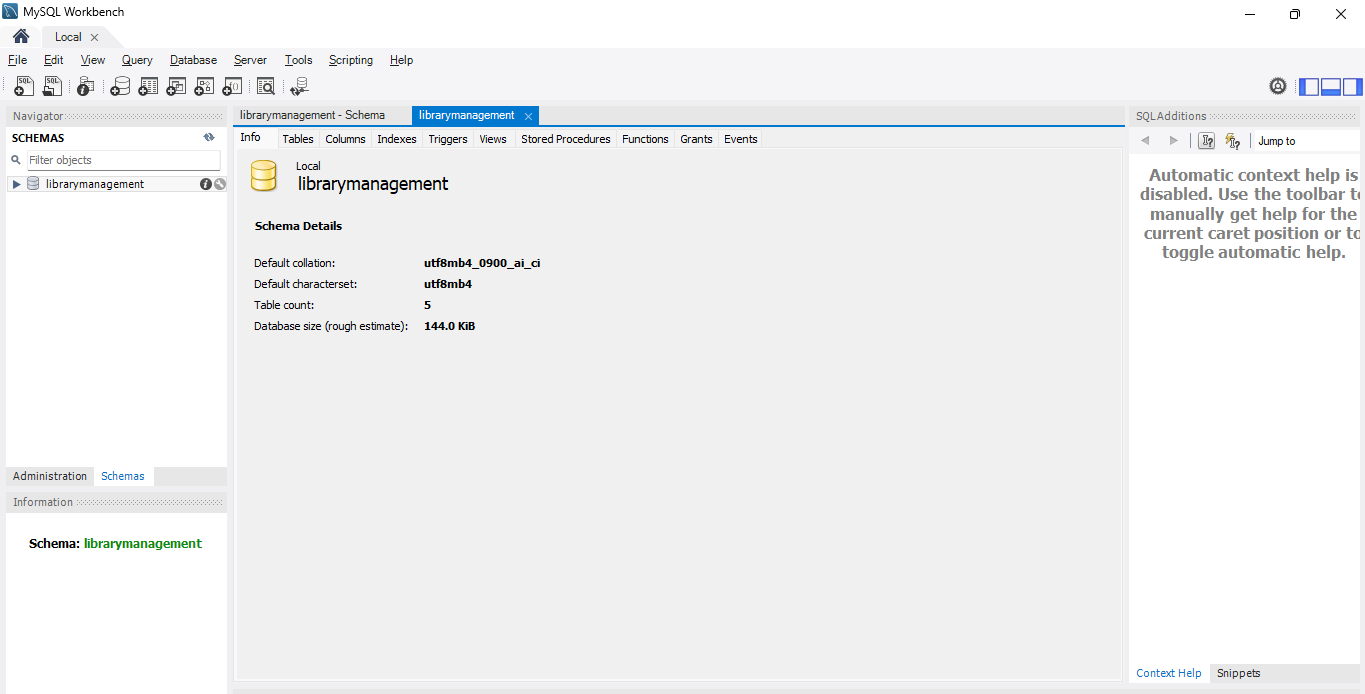 MySQL Workbench
Local
File Edit View Query Database Server Tools Scripting Help
Navigator
SCHEMAS
Filter objects
librarymanagement
Administration Schemas
Information
Schema: librarymanagement
librarymanagement - Schema librarymanagement
Info Tables Columns Indexes Triggers Views Stored Procedures Functions Grants Events
Local
librarymanagement
Schema Details
Default collation: utf8mb4_0900_ai_ci
Default characterset: utf8mb4
Table count: 5
Database size (rough estimate): 144.0 KiB
SQLAdditions
Jump to
Automatic context help is
disabled. Use the toolbar to
manually get help for the
current caret position or to
toggle automatic help.
Context Help Snippets